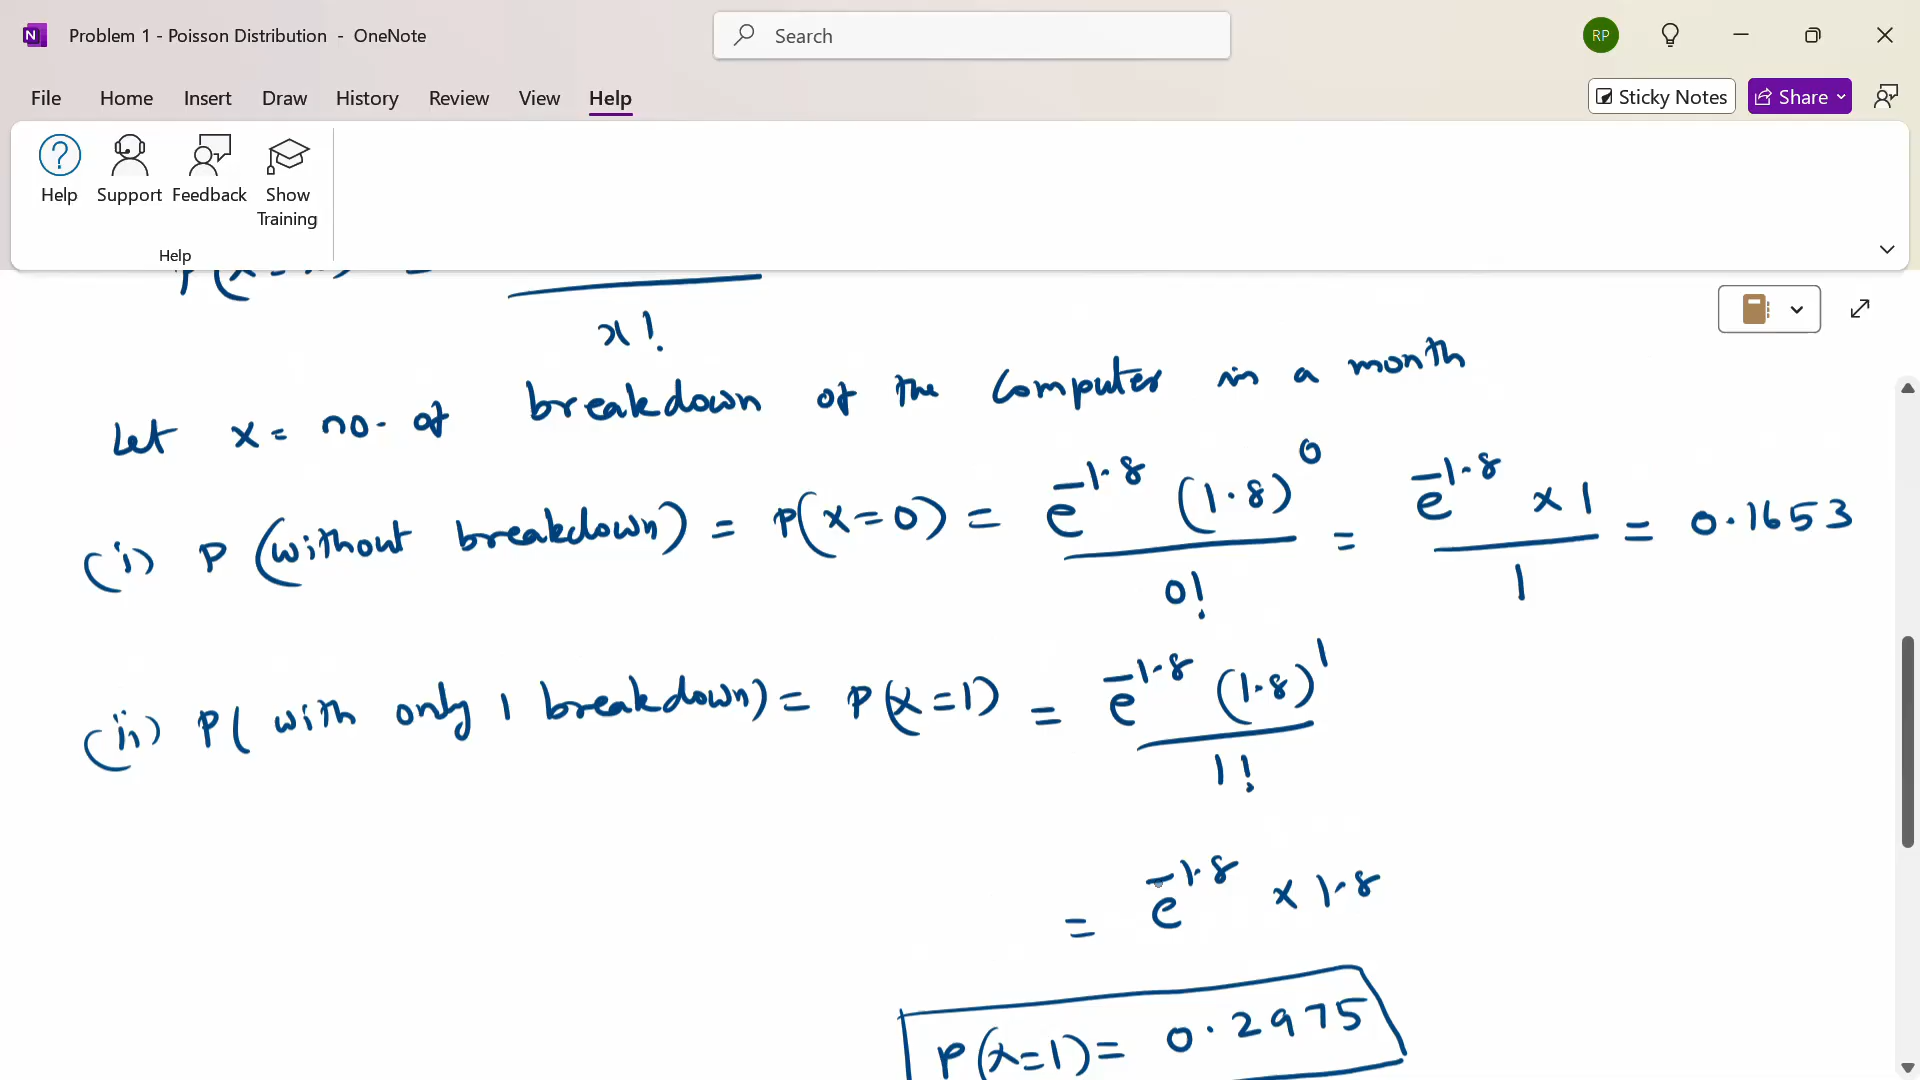 Problem 1 - Poisson Distribution - OneNote
Search
RP
File Home Insert Draw History Review View Help
Sticky Notes Share
Help Support Feedback Show Training
Help
x!
Let x = no. of breakdown of the computer in a month
(i) P (without breakdown) = P(x=0) = e^-1.8 (1.8)^0 / 0! = e^-1.8 x 1 / 1 = 0.1653
(ii) P( with only 1 breakdown) = P(x=1) = e^-1.8 (1.8)^1 / 1!
= e^-1.8 x 1.8
P(x=1) = 0.2975